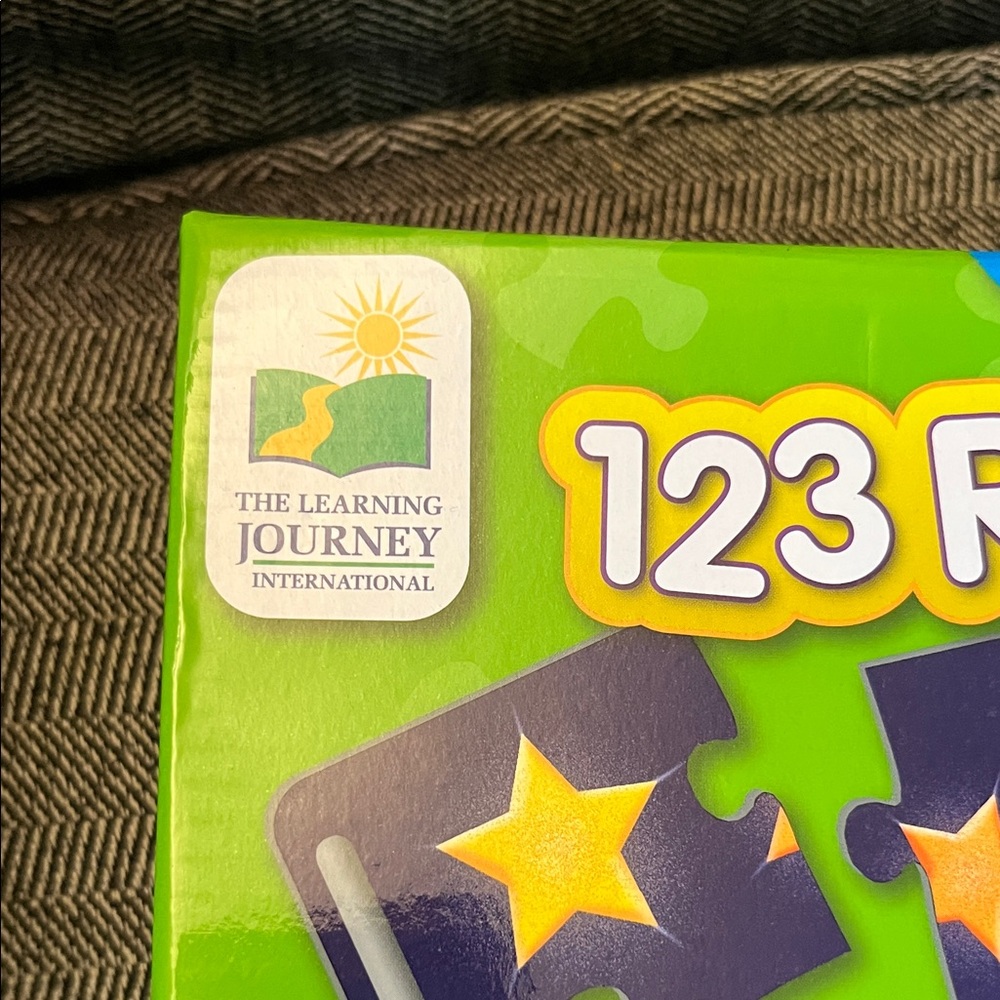 THE LEARNING
JOURNEY
INTERNATIONAL
123 R